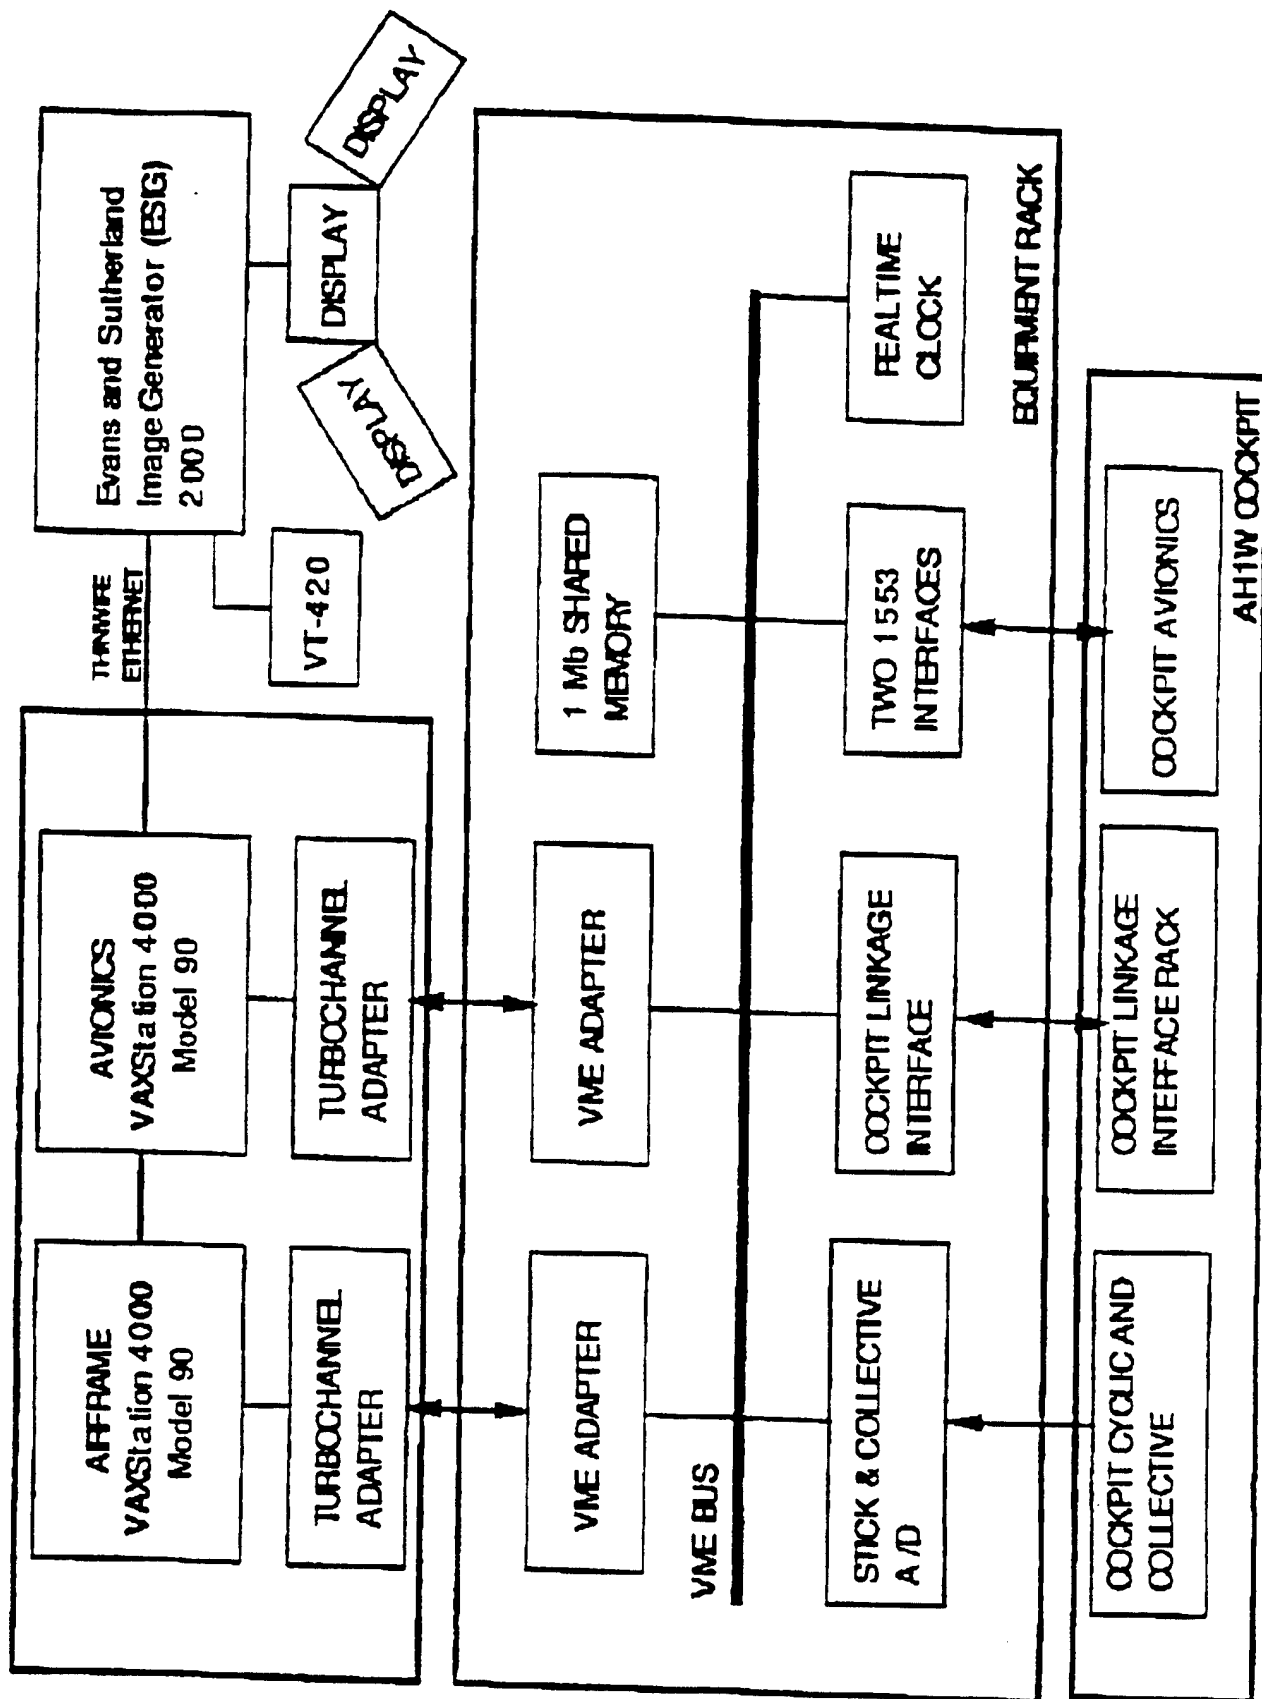 AIRFRAME
VAXStation 4000
Model 90
AVIONICS
VAXStation 4000
Model 90
THINWIRE
ETHERNET
Evans and Sutherland
Image Generator (ESIG)
2000
VT-420
DISPLAY
DISPLAY
DISPLAY
TURBOCHANNEL
ADAPTER
TURBOCHANNEL
ADAPTER
VME ADAPTER
VME ADAPTER
1 Mb SHARED
MEMORY
VME BUS
STICK & COLLECTIVE
A/D
COCKPIT LINKAGE
INTERFACE
TWO 1553
INTERFACES
REALTIME
CLOCK
EQUIPMENT RACK
COCKPIT CYCLIC AND
COLLECTIVE
COCKPIT LINKAGE
INTERFACE RACK
COCKPIT AVIONICS
AH1W COCKPIT